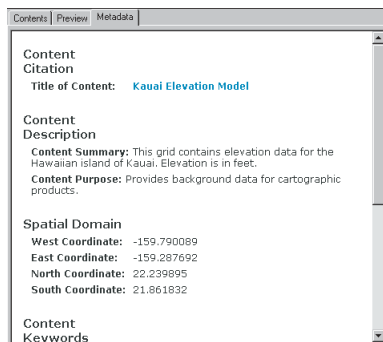 Contents Preview Metadata
Content
Citation
Title of Content: Kauai Elevation Model
Content
Description
Content Summary: This grid contains elevation data for the
Hawaiian island of Kauai. Elevation is in feet.
Content Purpose: Provides background data for cartographic
products.
Spatial Domain
West Coordinate: -159.790089
East Coordinate: -159.287692
North Coordinate: 22.239895
South Coordinate: 21.861832
Content
Keywords